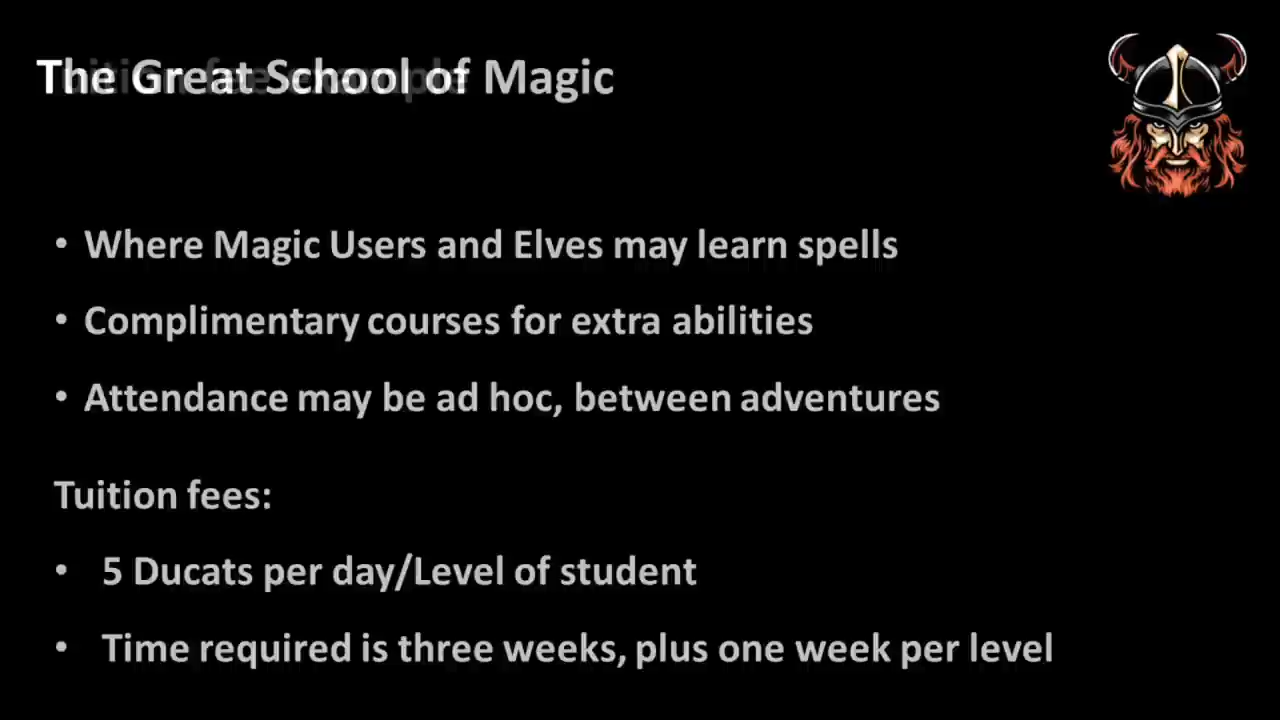 The Great School of Magic
• Where Magic Users and Elves may learn spells
• Complimentary courses for extra abilities
• Attendance may be ad hoc, between adventures
Tuition fees:
• 5 Ducats per day/Level of student
• Time required is three weeks, plus one week per level